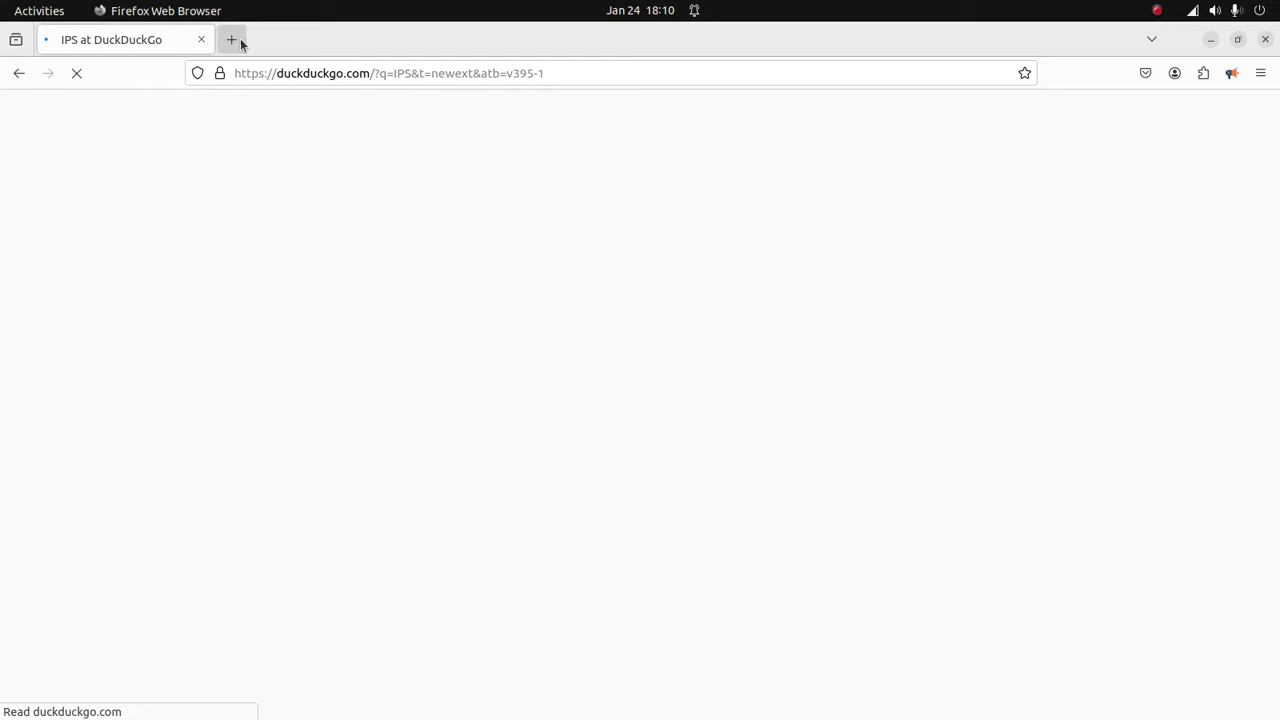 Activities
Firefox Web Browser
Jan 24 18:10
IPS at DuckDuckGo
https://duckduckgo.com/?q=IPS&t=newext&atb=v395-1
Read duckduckgo.com